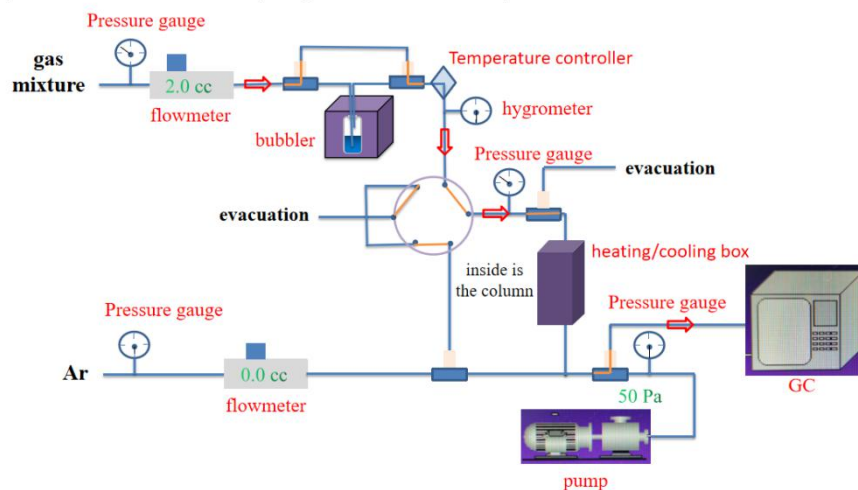 Pressure gauge
gas
mixture
2.0 cc
flowmeter
bubbler
Temperature controller
hygrometer
Pressure gauge
evacuation
evacuation
inside is
the column
heating/cooling box
Pressure gauge
Pressure gauge
Ar
0.0 cc
flowmeter
50 Pa
GC
pump